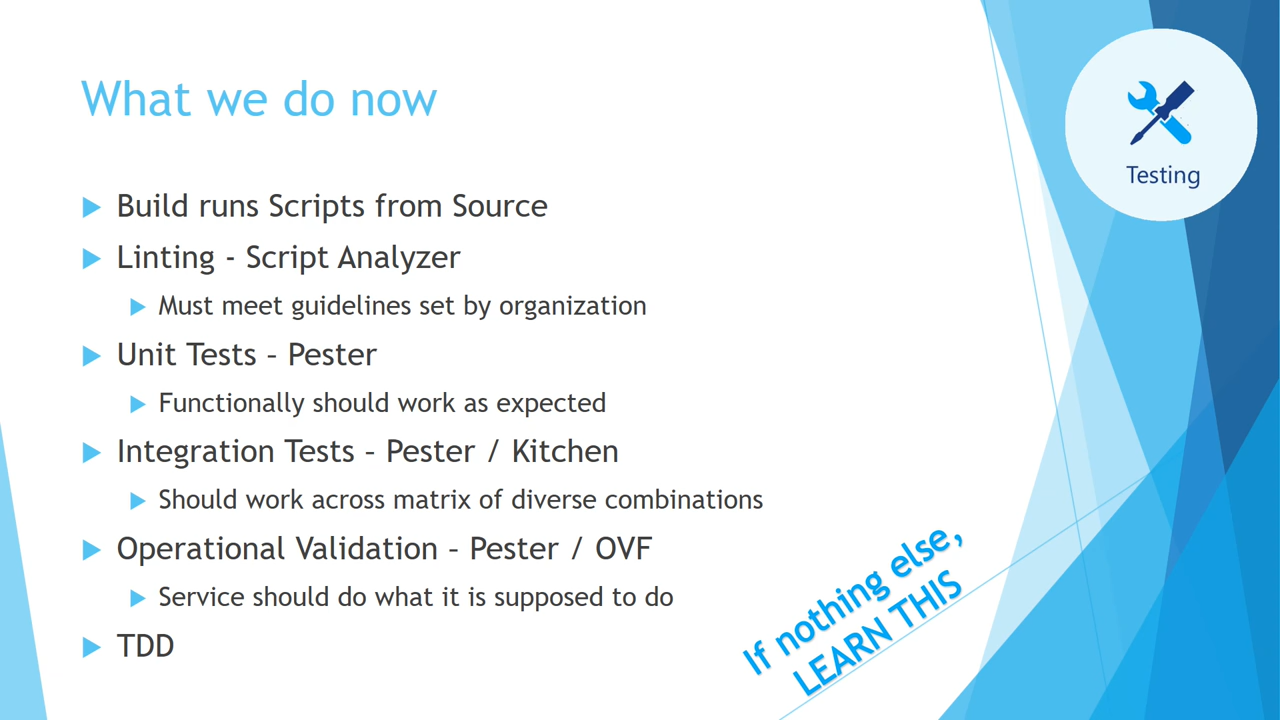 What we do now
Testing
Build runs Scripts from Source
Linting - Script Analyzer
Must meet guidelines set by organization
Unit Tests – Pester
Functionally should work as expected
Integration Tests – Pester / Kitchen
Should work across matrix of diverse combinations
Operational Validation – Pester / OVF
Service should do what it is supposed to do
TDD
If nothing else,
LEARN THIS